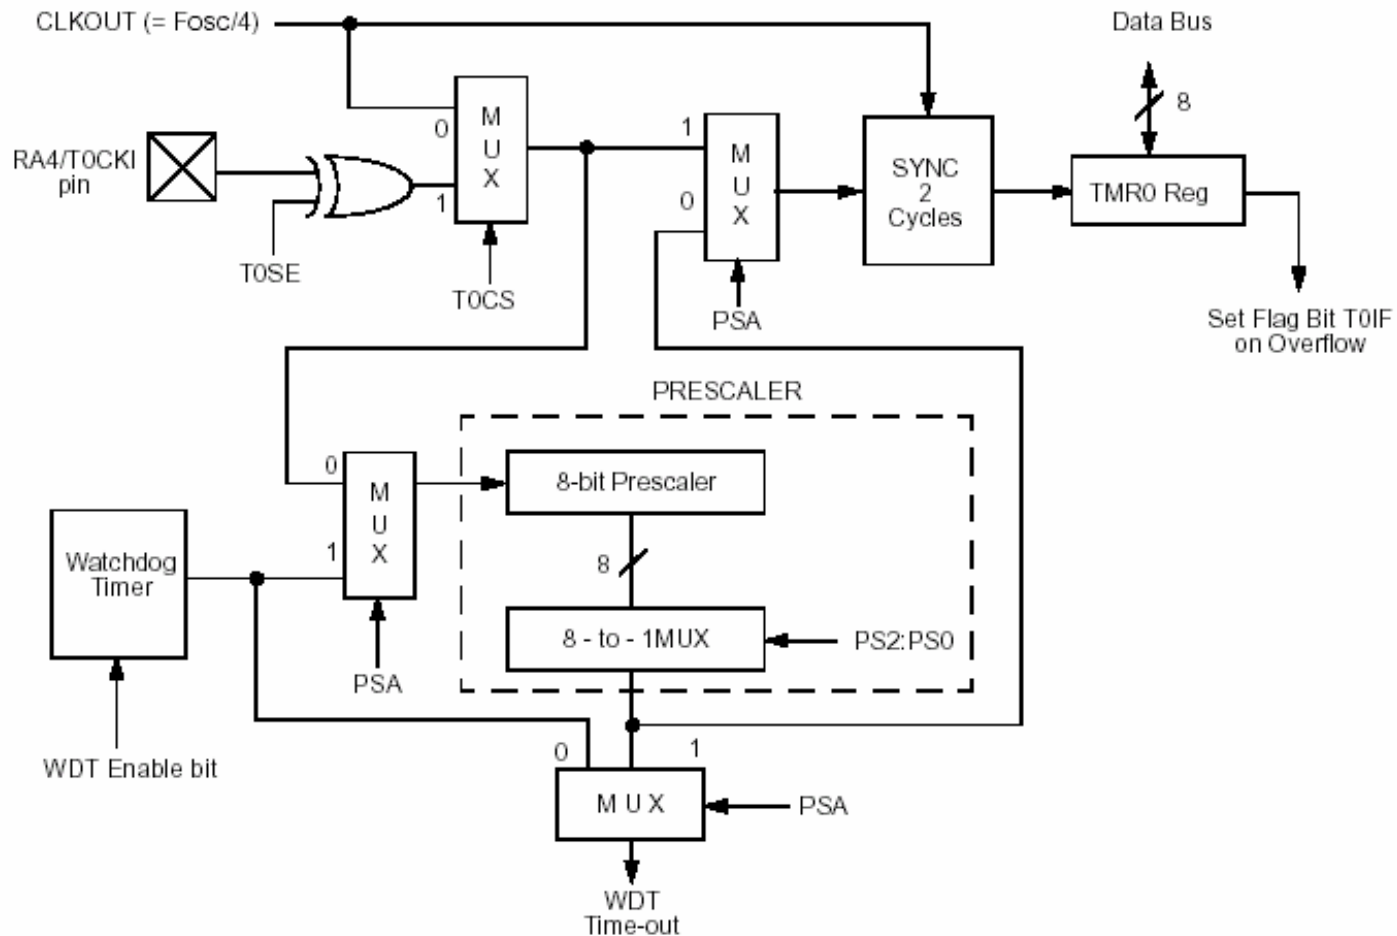 CLKOUT (= Fosc/4)
Data Bus
8
M
U
X
0
1
RA4/T0CKI
pin
T0SE
T0CS
1
0
M
U
X
PSA
SYNC
2
Cycles
TMR0 Reg
Set Flag Bit T0IF
on Overflow
PRESCALER
0
1
M
U
X
PSA
8-bit Prescaler
8
8 - to - 1MUX
PS2:PS0
Watchdog
Timer
WDT Enable bit
0
1
M U X
PSA
WDT
Time-out